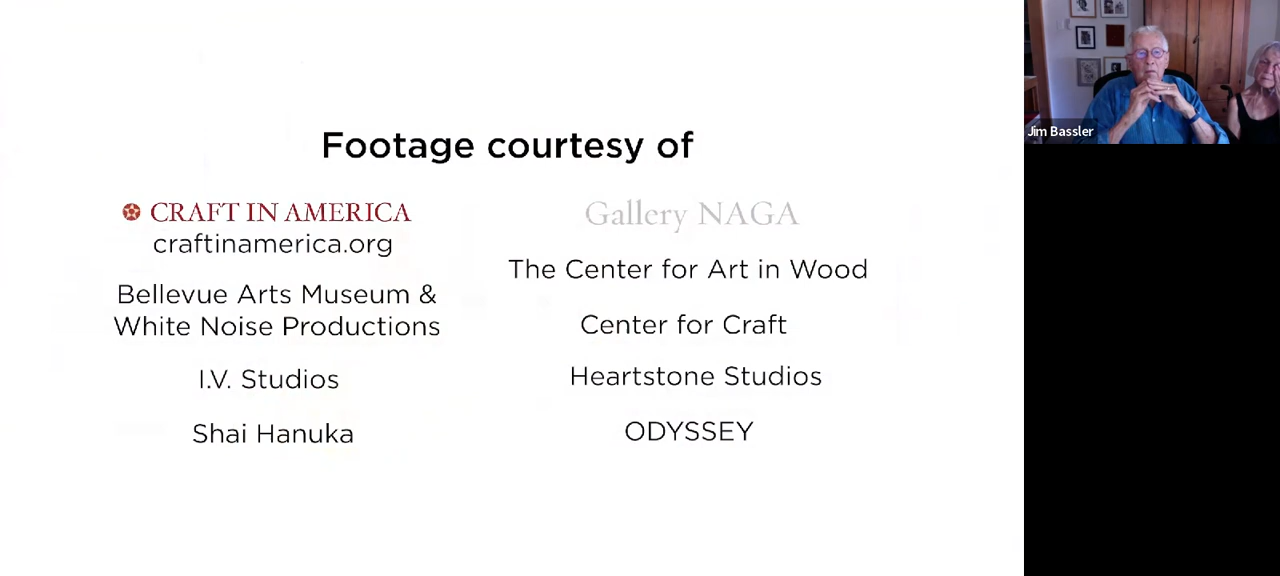 Footage courtesy of
CRAFT IN AMERICA
craftinamerica.org
Bellevue Arts Museum &
White Noise Productions
I.V. Studios
Shai Hanuka
Gallery NAGA
The Center for Art in Wood
Center for Craft
Heartstone Studios
ODYSSEY
Jim Bassler